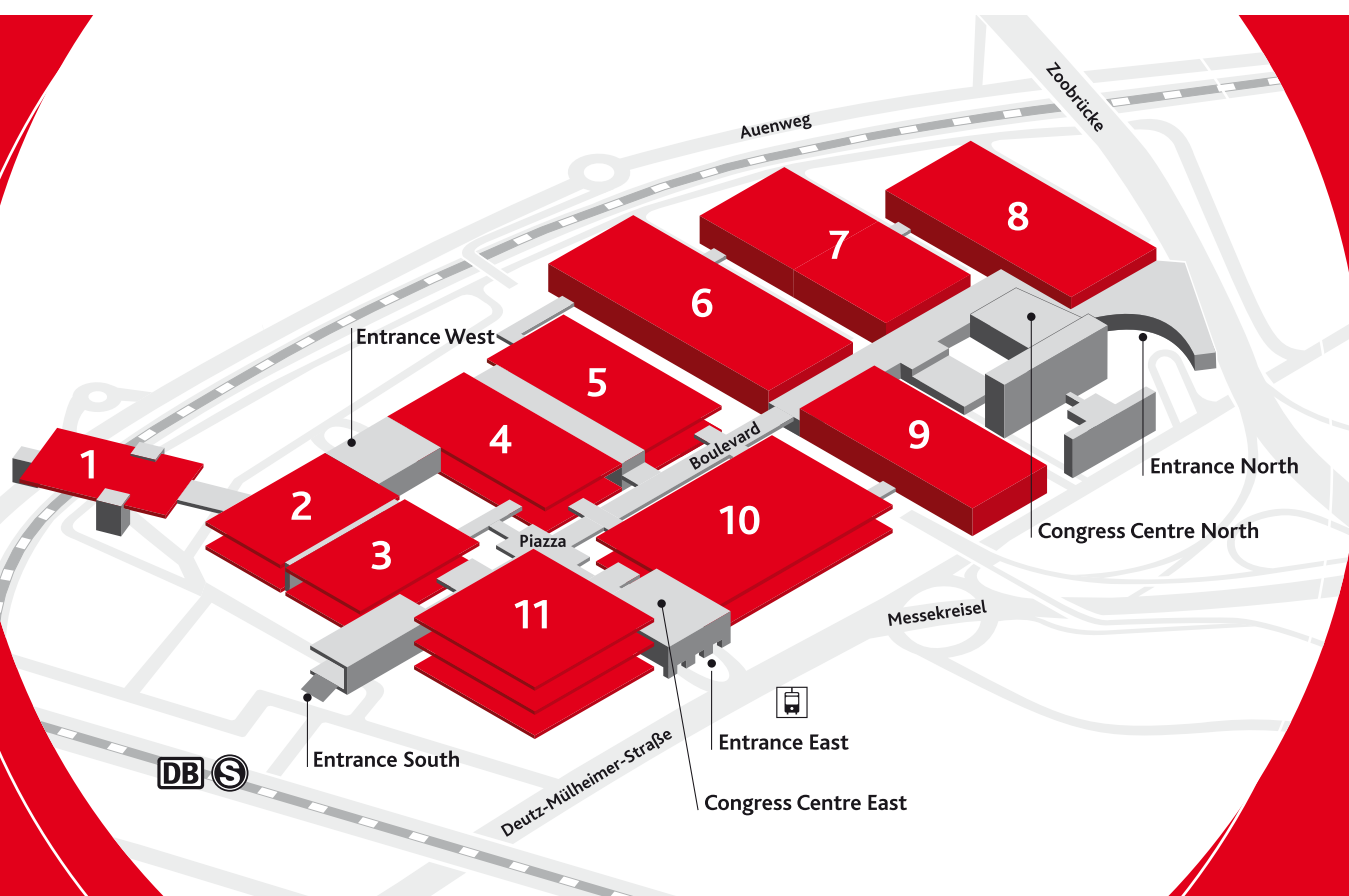 Zoobrücke
Auenweg
8
7
6
Entrance West
5
4
9
Boulevard
1
Entrance North
2
10
Congress Centre North
Piazza
3
11
Messekreisel
Entrance East
Entrance South
DB S
Deutz-Mülheimer-Straße
Congress Centre East